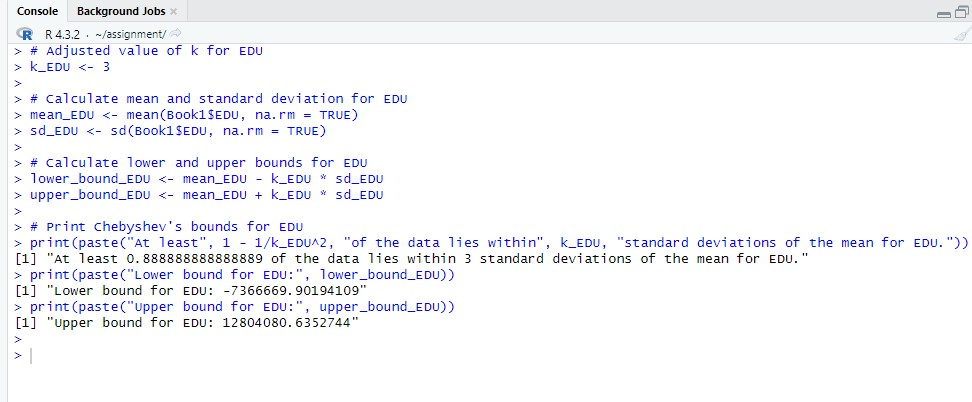 Console Background Jobs ×
R R 4.3.2 · ~/assignment/
> # Adjusted value of k for EDU
> k_EDU <- 3
>
> # Calculate mean and standard deviation for EDU
> mean_EDU <- mean(Book1$EDU, na.rm = TRUE)
> sd_EDU <- sd(Book1$EDU, na.rm = TRUE)
>
> # Calculate lower and upper bounds for EDU
> lower_bound_EDU <- mean_EDU - k_EDU * sd_EDU
> upper_bound_EDU <- mean_EDU + k_EDU * sd_EDU
>
> # Print Chebyshev's bounds for EDU
> print(paste("At least", 1 - 1/k_EDU^2, "of the data lies within", k_EDU, "standard deviations of the mean for EDU."))
[1] "At least 0.888888888888889 of the data lies within 3 standard deviations of the mean for EDU."
> print(paste("Lower bound for EDU:", lower_bound_EDU))
[1] "Lower bound for EDU: -7366669.90194109"
> print(paste("Upper bound for EDU:", upper_bound_EDU))
[1] "Upper bound for EDU: 12804080.6352744"
>
>